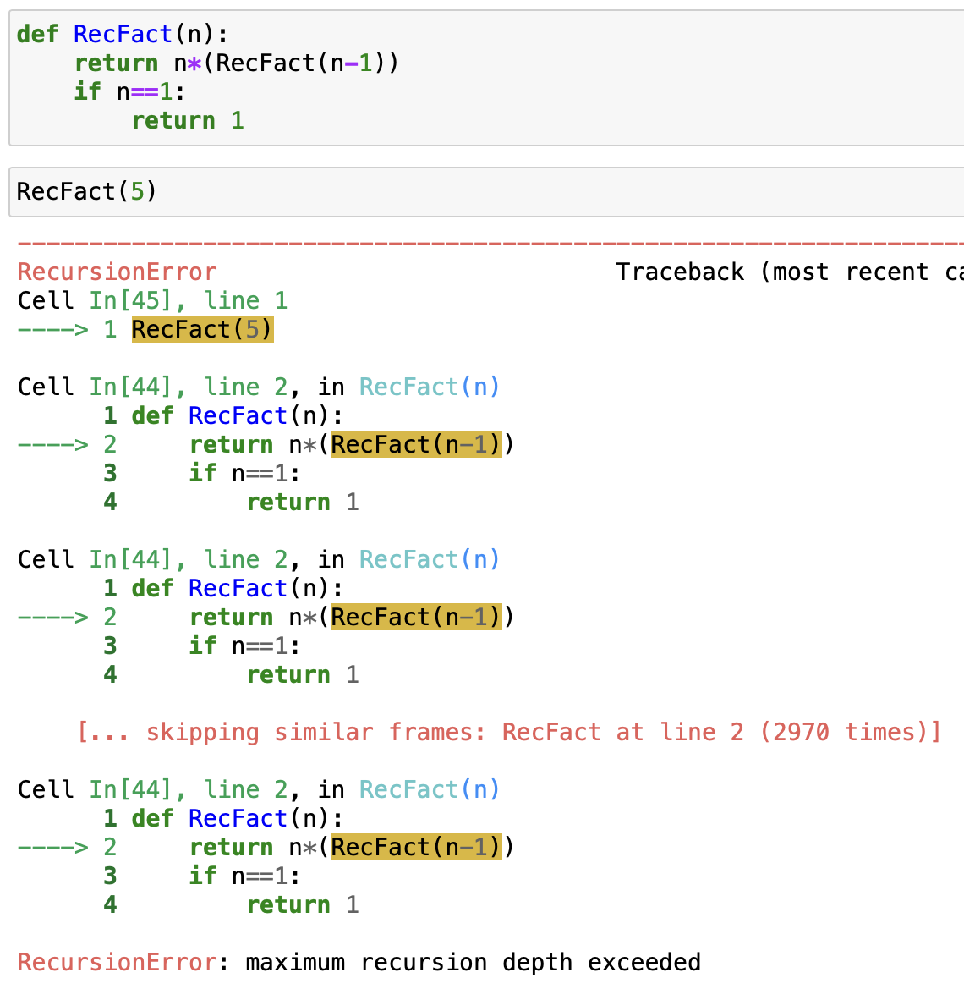 def RecFact(n):
    return n*(RecFact(n-1))
    if n==1:
        return 1
RecFact(5)
---------------------------------------------------------------------------
RecursionError                            Traceback (most recent ca
Cell In[45], line 1
----> 1 RecFact(5)
Cell In[44], line 2, in RecFact(n)
      1 def RecFact(n):
----> 2     return n*(RecFact(n-1))
      3     if n==1:
      4         return 1
Cell In[44], line 2, in RecFact(n)
      1 def RecFact(n):
----> 2     return n*(RecFact(n-1))
      3     if n==1:
      4         return 1
    [... skipping similar frames: RecFact at line 2 (2970 times)]
Cell In[44], line 2, in RecFact(n)
      1 def RecFact(n):
----> 2     return n*(RecFact(n-1))
      3     if n==1:
      4         return 1
RecursionError: maximum recursion depth exceeded